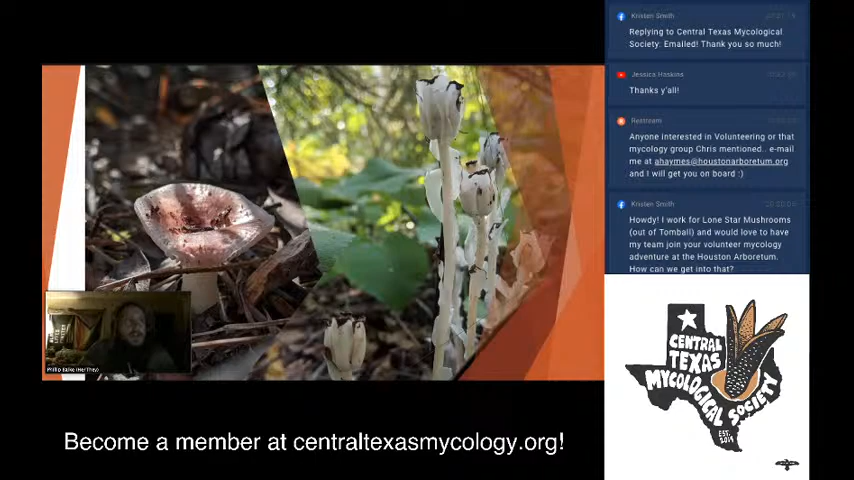 Kristen Smith
Replying to Central Texas Mycological
Society: Emailed! Thank you so much!
Jessica Haskins
Thanks y'all!
Restream
Anyone interested in Volunteering or that
mycology group Chris mentioned.. e-mail
me at ahaymes@houstonarboretum.org
and I will get you on board :)
Kristen Smith
Howdy! I work for Lone Star Mushrooms
(out of Tomball) and would love to have
my team join your volunteer mycology
adventure at the Houston Arboretum.
How can we get into that?
CENTRAL
TEXAS
MYCOLOGICAL
SOCIETY
EST.
2019
Become a member at centraltexasmycology.org!